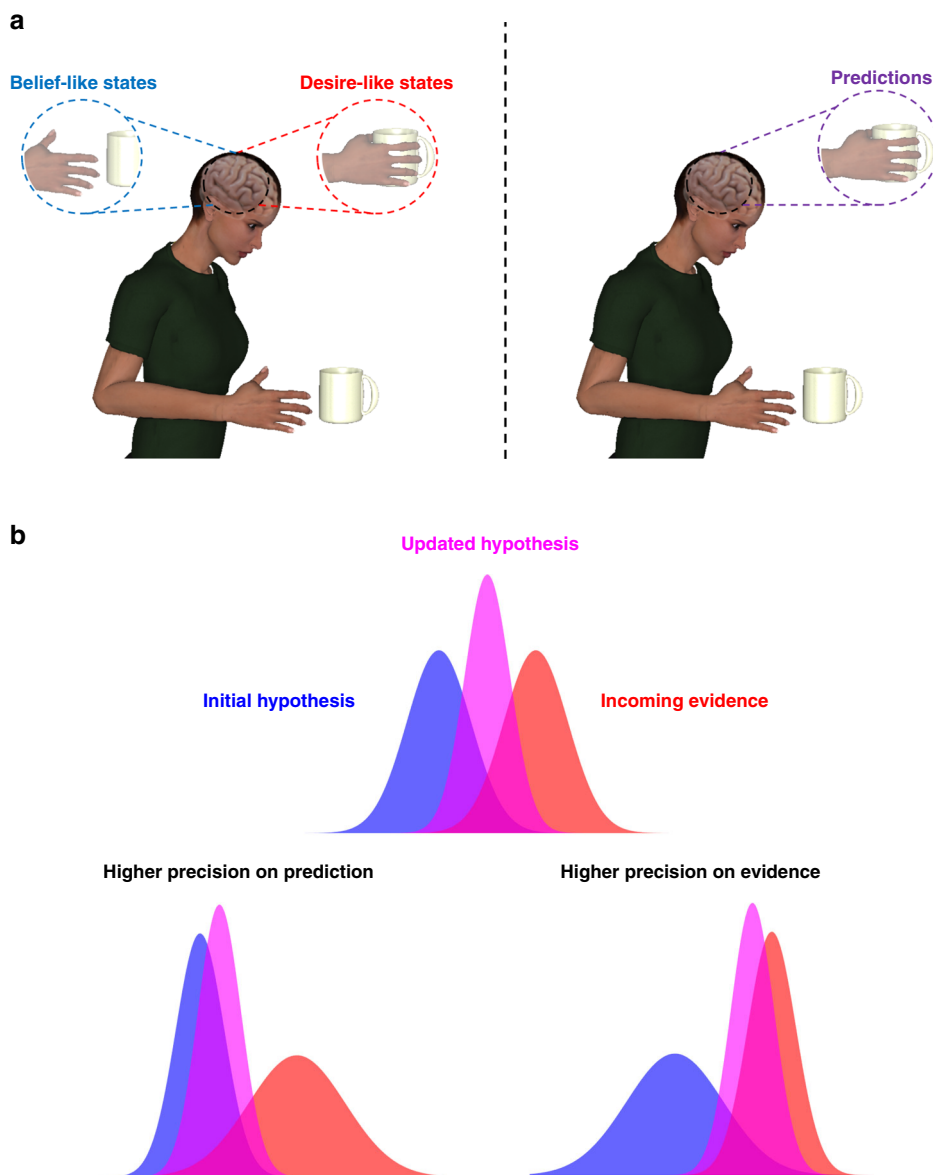 a
Belief-like states
Desire-like states
Predictions
b
Updated hypothesis
Initial hypothesis
Incoming evidence
Higher precision on prediction
Higher precision on evidence